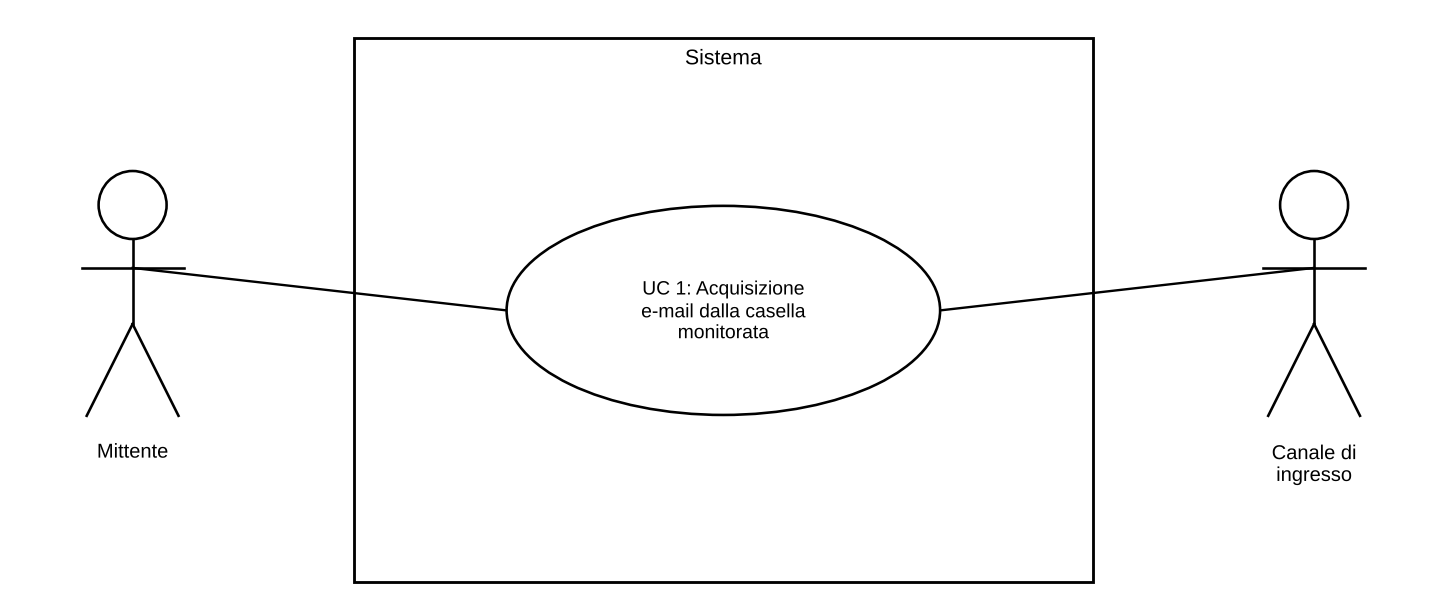 Sistema
UC 1: Acquisizione
e-mail dalla casella
monitorata
Mittente
Canale di
ingresso